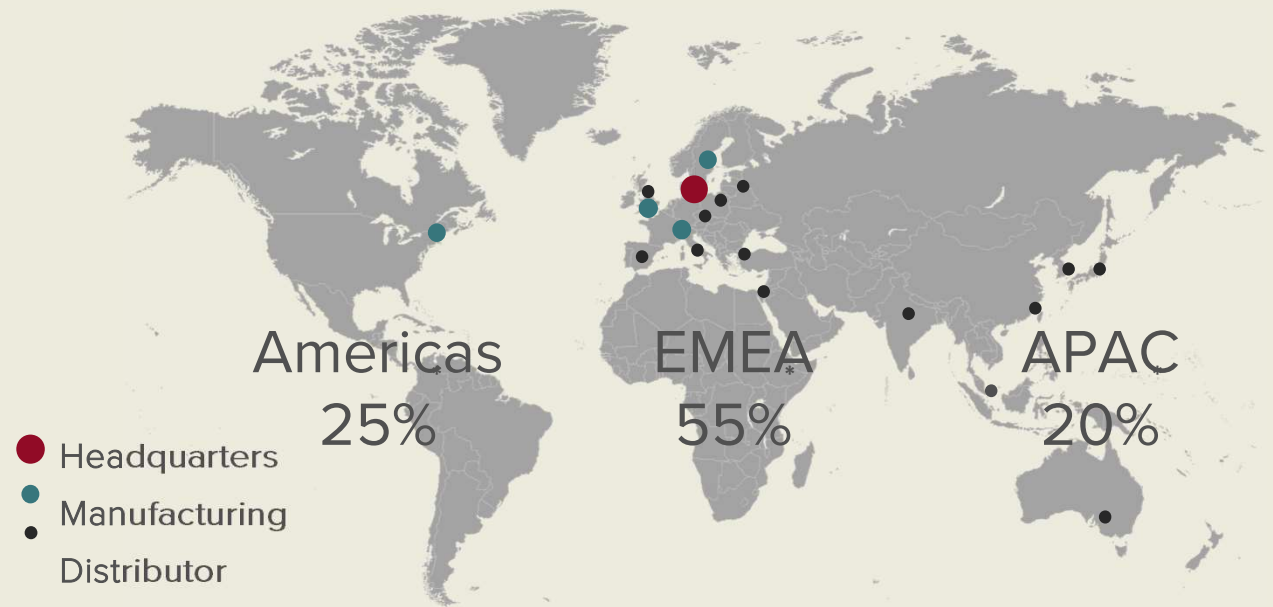 Americas*
25%
EMEA*
55%
APAC*
20%
Headquarters
Manufacturing
Distributor